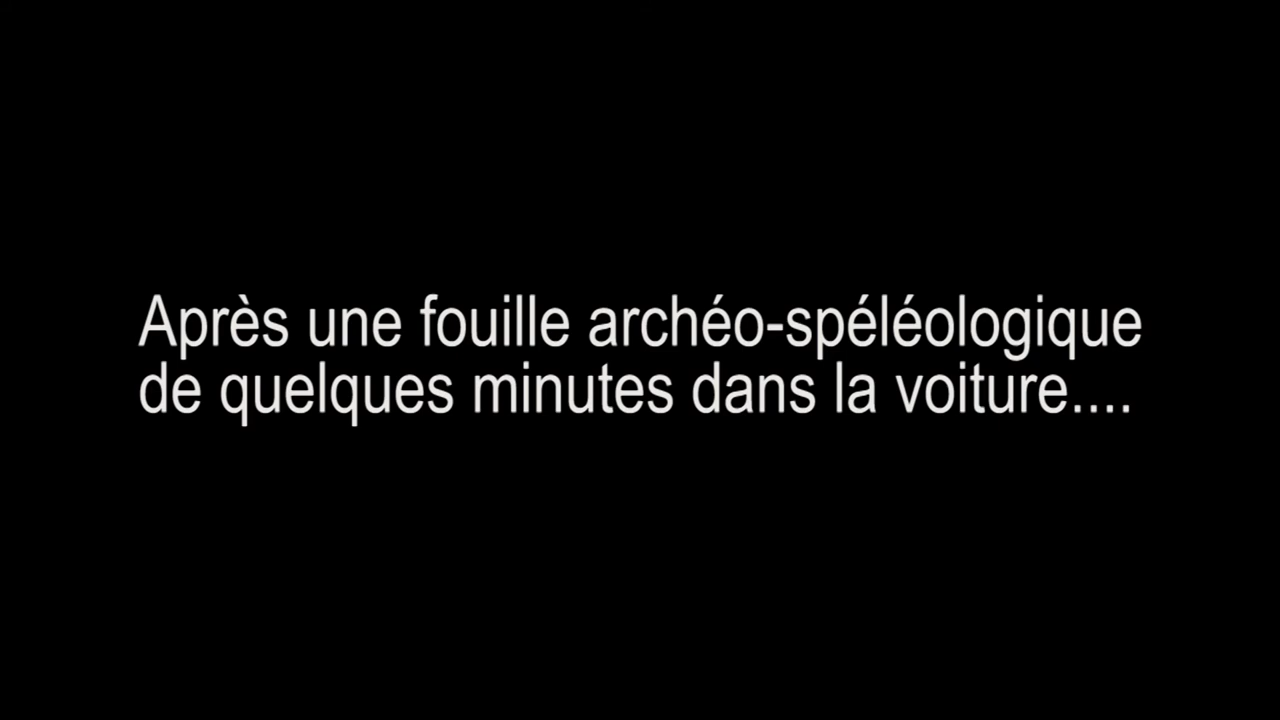 Après une fouille archéo-spéléologique
de quelques minutes dans la voiture....